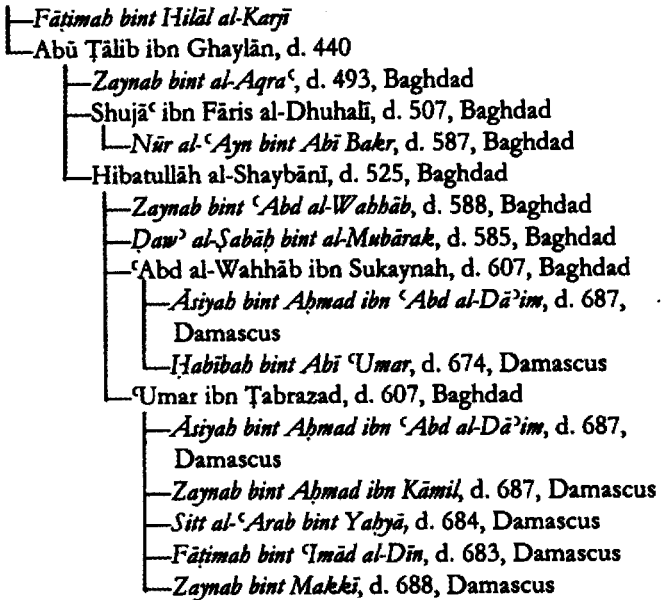 Fāṭimah bint Hilāl al-Karjī
Abū Ṭālib ibn Ghaylān, d. 440
Zaynab bint al-Aqraʿ, d. 493, Baghdad
Shujāʿ ibn Fāris al-Dhuhalī, d. 507, Baghdad
Nūr al-ʿAyn bint Abī Bakr, d. 587, Baghdad
Hibatullāh al-Shaybānī, d. 525, Baghdad
Zaynab bint ʿAbd al-Wahhāb, d. 588, Baghdad
Ḍawʾ al-Ṣabāḥ bint al-Mubārak, d. 585, Baghdad
ʿAbd al-Wahhāb ibn Sukaynah, d. 607, Baghdad
Āsiyah bint Aḥmad ibn ʿAbd al-Dāʾim, d. 687,
Damascus
Ḥabībah bint Abī ʿUmar, d. 674, Damascus
ʿUmar ibn Ṭabrazad, d. 607, Baghdad
Āsiyah bint Aḥmad ibn ʿAbd al-Dāʾim, d. 687,
Damascus
Zaynab bint Aḥmad ibn Kāmil, d. 687, Damascus
Sitt al-ʿArab bint Yaḥyā, d. 684, Damascus
Fāṭimah bint ʿImād al-Dīn, d. 683, Damascus
Zaynab bint Makkī, d. 688, Damascus